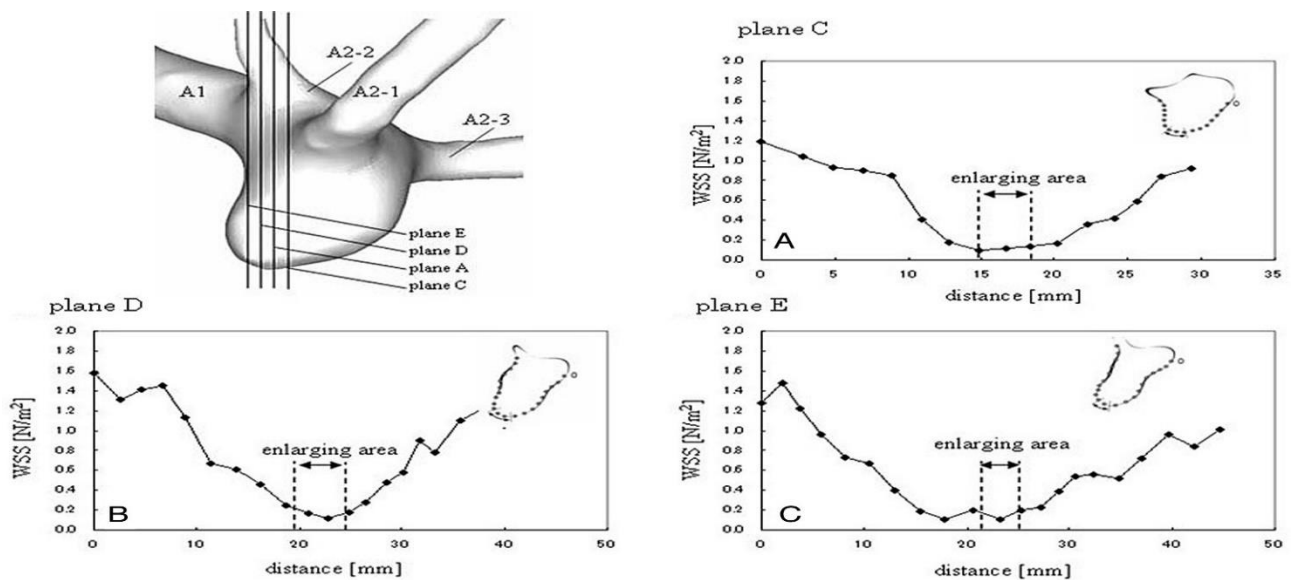 A1
A2-2
A2-1
A2-3
plane E
plane D
plane A
plane C
plane C
WSS [N/m²]
2.0
1.8
1.6
1.4
1.2
1.0
0.8
0.6
0.4
0.2
0.0
enlarging area
A
0 5 10 15 20 25 30 35
distance [mm]
plane D
WSS [N/m²]
2.0
1.8
1.6
1.4
1.2
1.0
0.8
0.6
0.4
0.2
0.0
enlarging area
B
0 10 20 30 40 50
distance [mm]
plane E
WSS [N/m²]
2.0
1.8
1.6
1.4
1.2
1.0
0.8
0.6
0.4
0.2
0.0
enlarging area
C
0 10 20 30 40 50
distance [mm]